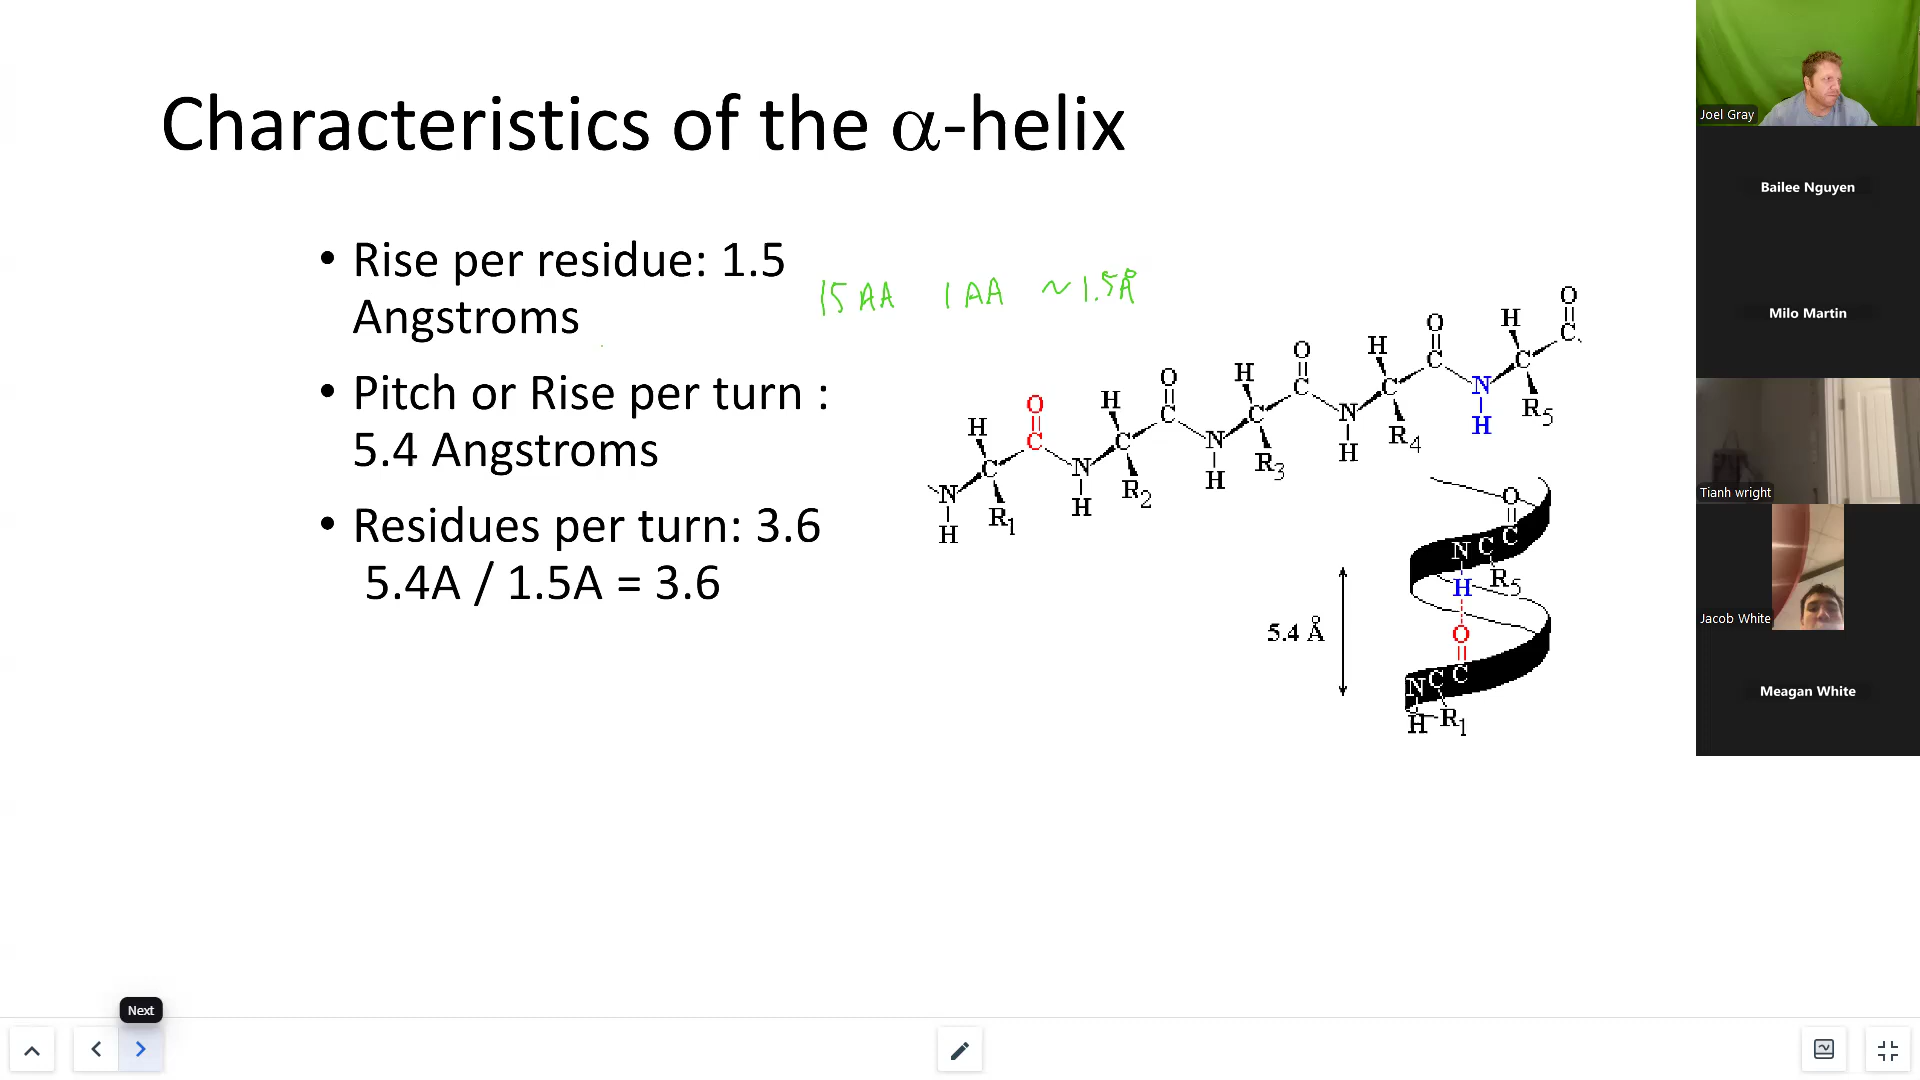 Characteristics of the α-helix
• Rise per residue: 1.5
Angstroms
15 AA 1 AA ~1.5Å
• Pitch or Rise per turn :
5.4 Angstroms
• Residues per turn: 3.6
5.4A / 1.5A = 3.6
O
H O C
H O C N C
H O C N C H R5
H O C N C H R4
H O C N C H R3
C N C H R2
N R1
H
O
N C C
H R5
5.4 Å
O
N C C
H R1
Joel Gray
Bailee Nguyen
Milo Martin
Tianh wright
Jacob White
Meagan White
Next